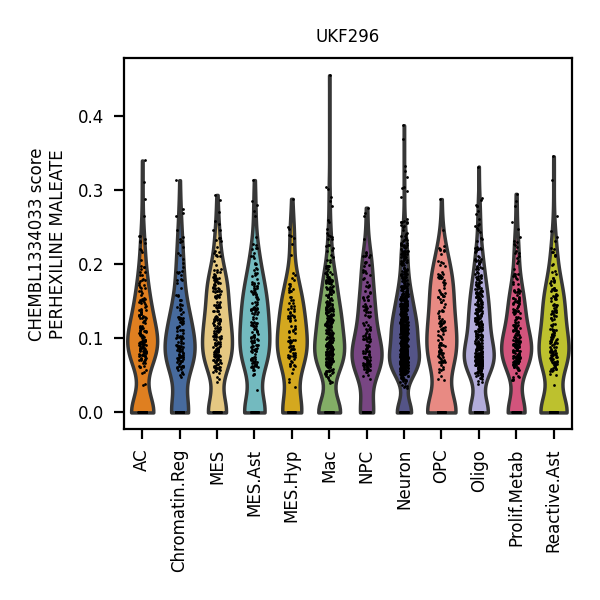 UKF296
CHEMBL1334033 score
PERHEXILINE MALEATE
0.4
0.3
0.2
0.1
0.0
AC
Chromatin.Reg
MES
MES.Ast
MES.Hyp
Mac
NPC
Neuron
OPC
Oligo
Prolif.Metab
Reactive.Ast